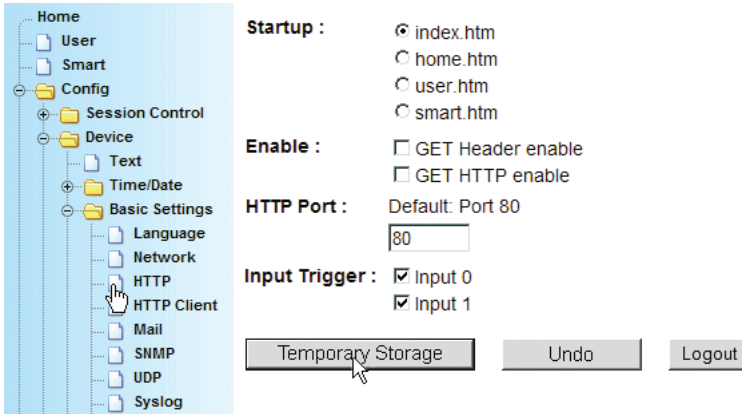 Home
User
Smart
Config
Session Control
Device
Text
Time/Date
Basic Settings
Language
Network
HTTP
HTTP Client
Mail
SNMP
UDP
Syslog
Startup :
index.htm
home.htm
user.htm
smart.htm
Enable :
GET Header enable
GET HTTP enable
HTTP Port :
Default: Port 80
80
Input Trigger :
Input 0
Input 1
Temporary Storage
Undo
Logout